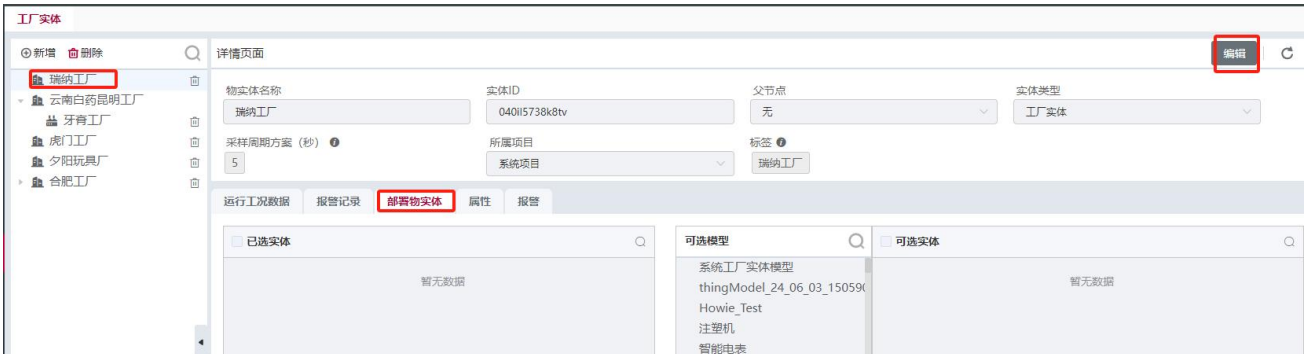 工厂实体
新增 删除
瑞纳工厂
云南白药昆明工厂
牙膏工厂
虎门工厂
夕阳玩具厂
合肥工厂
详情页面
编辑
物实体名称 实体ID 父节点 实体类型
瑞纳工厂 040il5738k8tv 无 工厂实体
采样周期方案（秒） 所属项目 标签
5 系统项目 瑞纳工厂
运行工况数据 报警记录 部署物实体 属性 报警
已选实体
暂无数据
可选模型
系统工厂实体模型
thingModel_24_06_03_15059
Howie_Test
注塑机
智能电表
可选实体
暂无数据